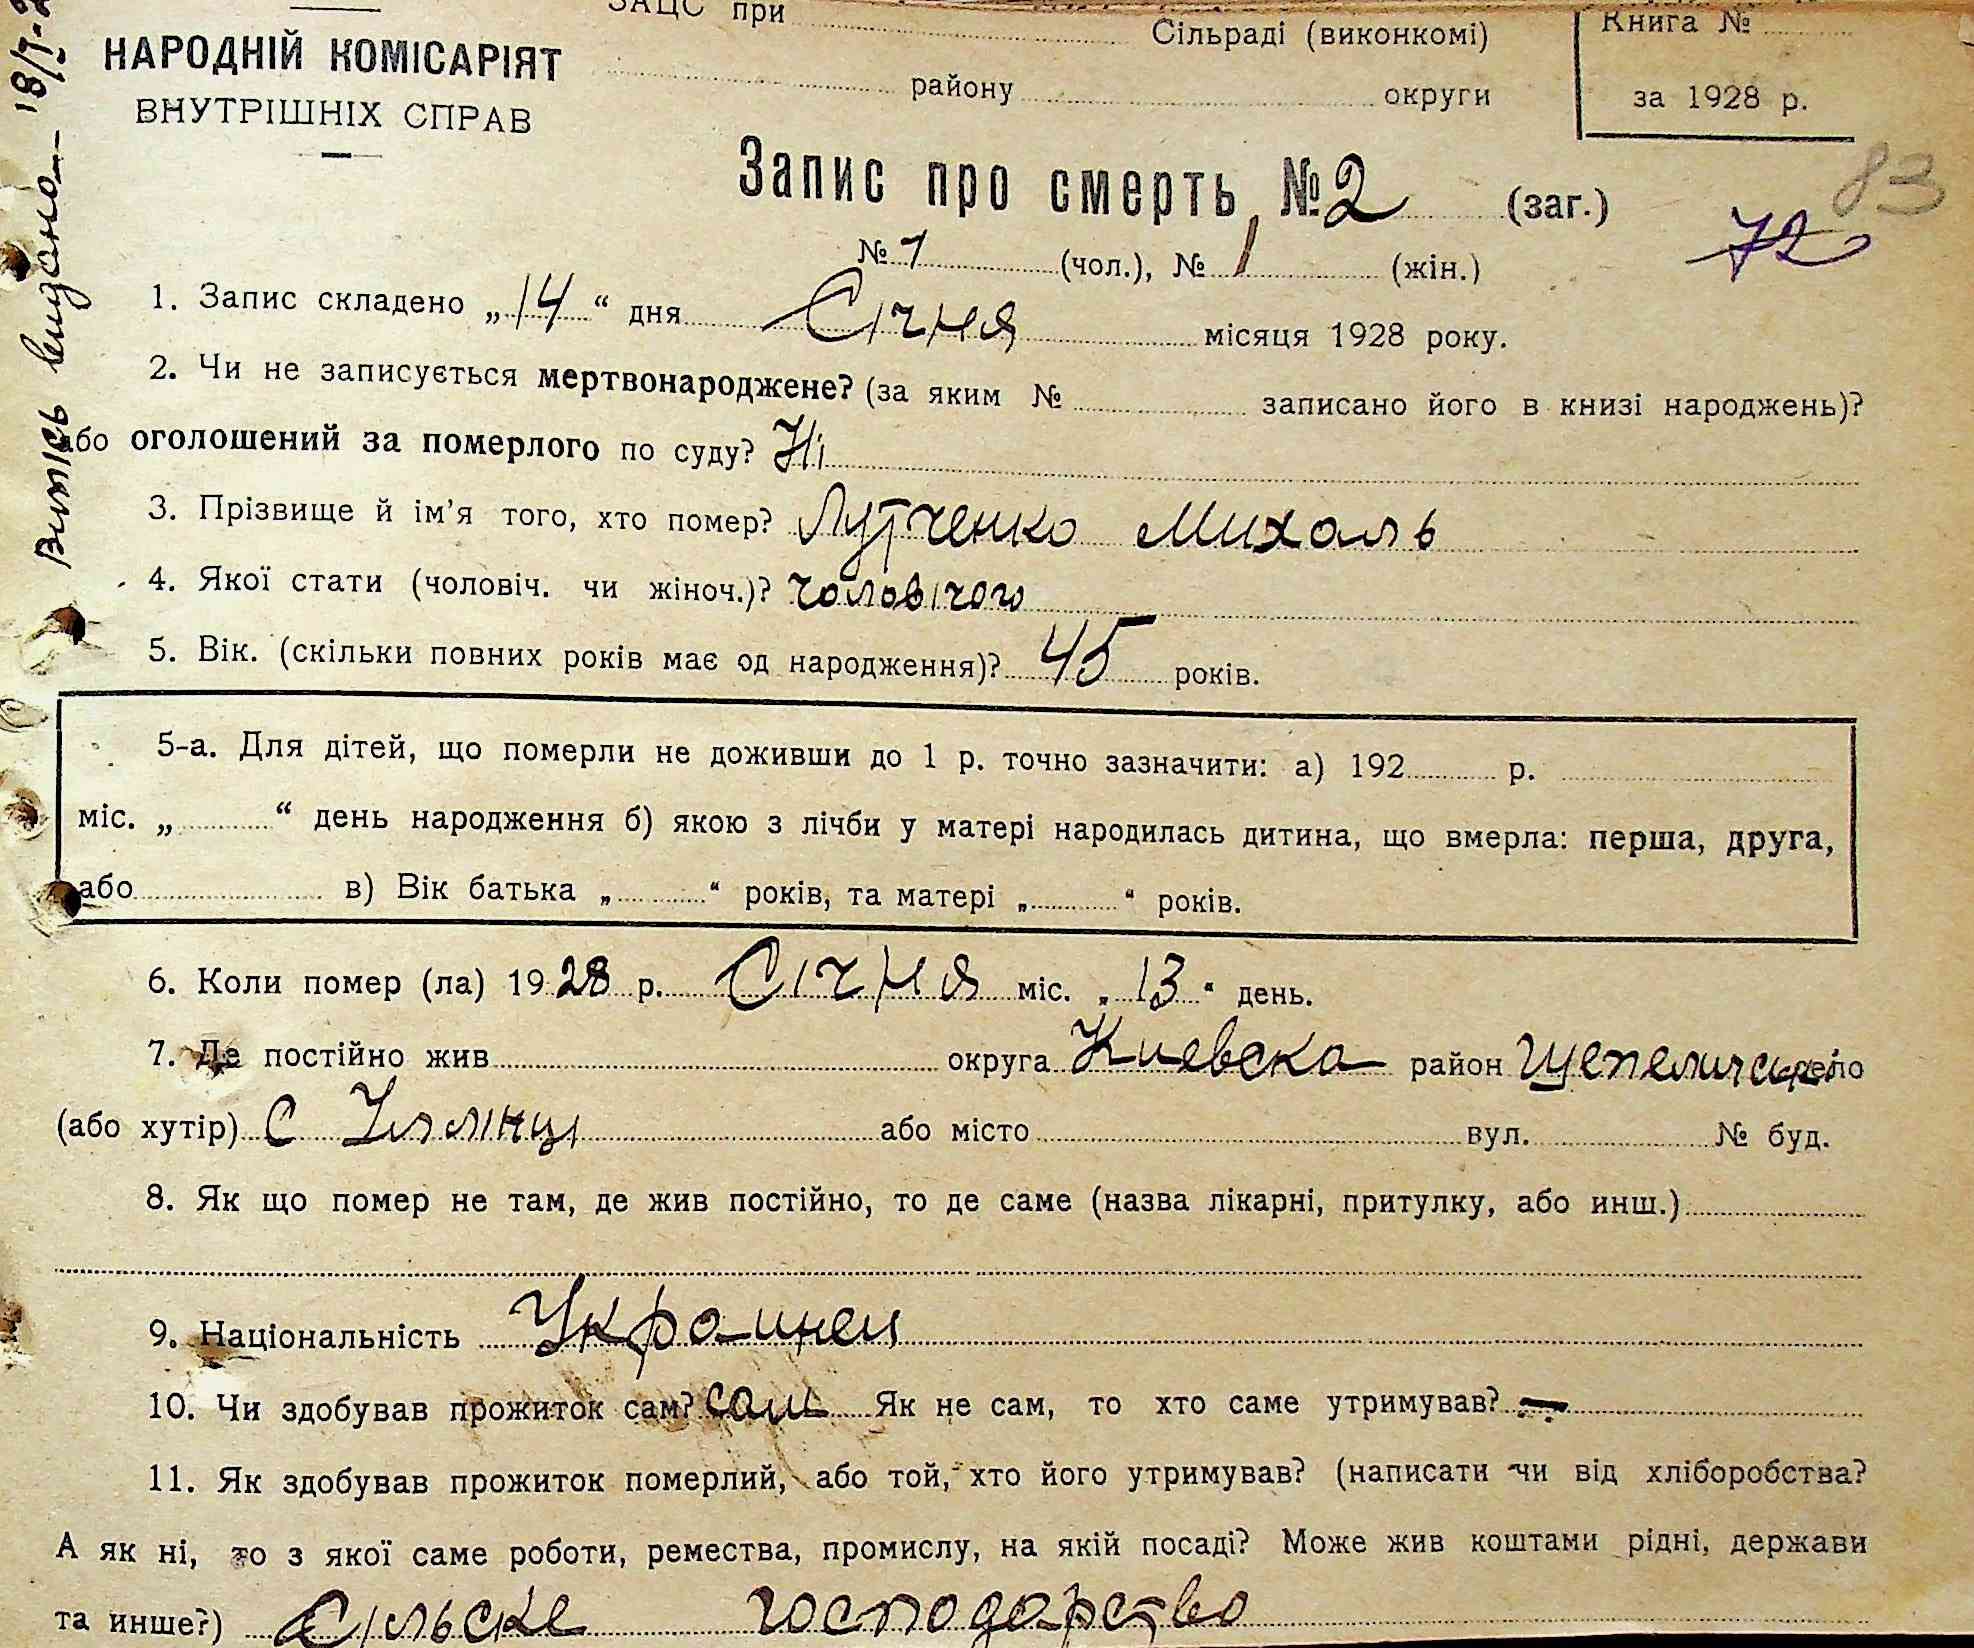 ЗАЦС при
Сільраді (виконкомі)
Книга №
НАРОДНІЙ КОМІСАРІЯТ
району округи
за 1928 р.
ВНУТРІШНІХ СПРАВ
Запис про смерть № 2 (заг.)
83
72
№ 1 (чол.), № 1 (жін.)
1. Запис складено „14“ дня Січня місяця 1928 року.
2. Чи не записується мертвонароджене? (за яким № записано його в книзі народжень)?
або оголошений за померлого по суду? Ні
3. Прізвище й ім'я того, хто помер? Лутченко Михаль
4. Якої стати (чоловіч. чи жіноч.)? чоловічого
5. Вік. (скільки повних років має од народження)? 45 років.
5-а. Для дітей, що померли не доживши до 1 р. точно зазначити: а) 192 р.
міс. „ “ день народження б) якою з лічби у матері народилась дитина, що вмерла: перша, друга,
або в) Вік батька „ “ років, та матері „ “ років.
6. Коли помер (ла) 1928 р. Січня міс. „13“ день.
7. Де постійно жив округа Киевска район село
(або хутір) С або місто вул. № буд.
8. Як що помер не там, де жив постійно, то де саме (назва лікарні, притулку, або инш.)
9. Національність Украинец
10. Чи здобував прожиток сам? сам Як не сам, то хто саме утримував? —
11. Як здобував прожиток померлий, або той, хто його утримував? (написати чи від хліборобства?
А як ні, то з якої саме роботи, ремества, промислу, на якій посаді? Може жив коштами рідні, держави
та инше?) Сільске господарство
Випись видано 18/I-